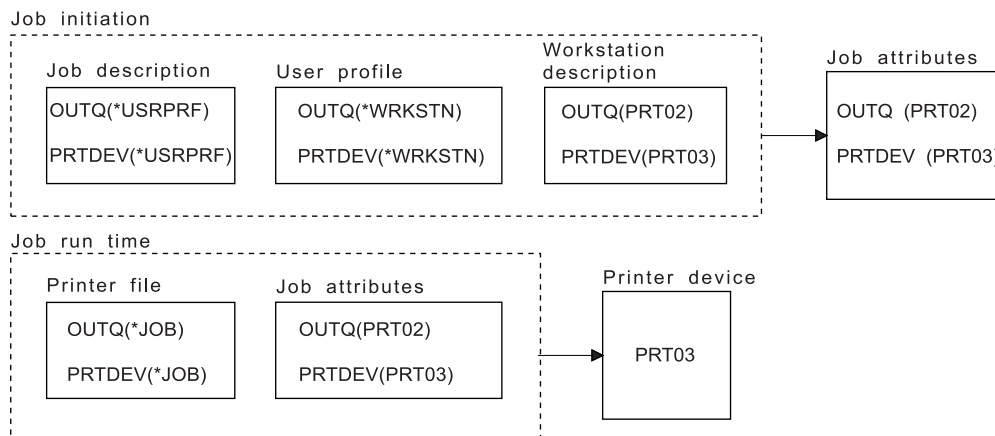 Job initiation
Job description
OUTQ(*USRPRF)
PRTDEV(*USRPRF)
User profile
OUTQ(*WRKSTN)
PRTDEV(*WRKSTN)
Workstation
description
OUTQ(PRT02)
PRTDEV(PRT03)
Job attributes
OUTQ (PRT02)
PRTDEV (PRT03)
Job run time
Printer file
OUTQ(*JOB)
PRTDEV(*JOB)
Job attributes
OUTQ(PRT02)
PRTDEV(PRT03)
Printer device
PRT03